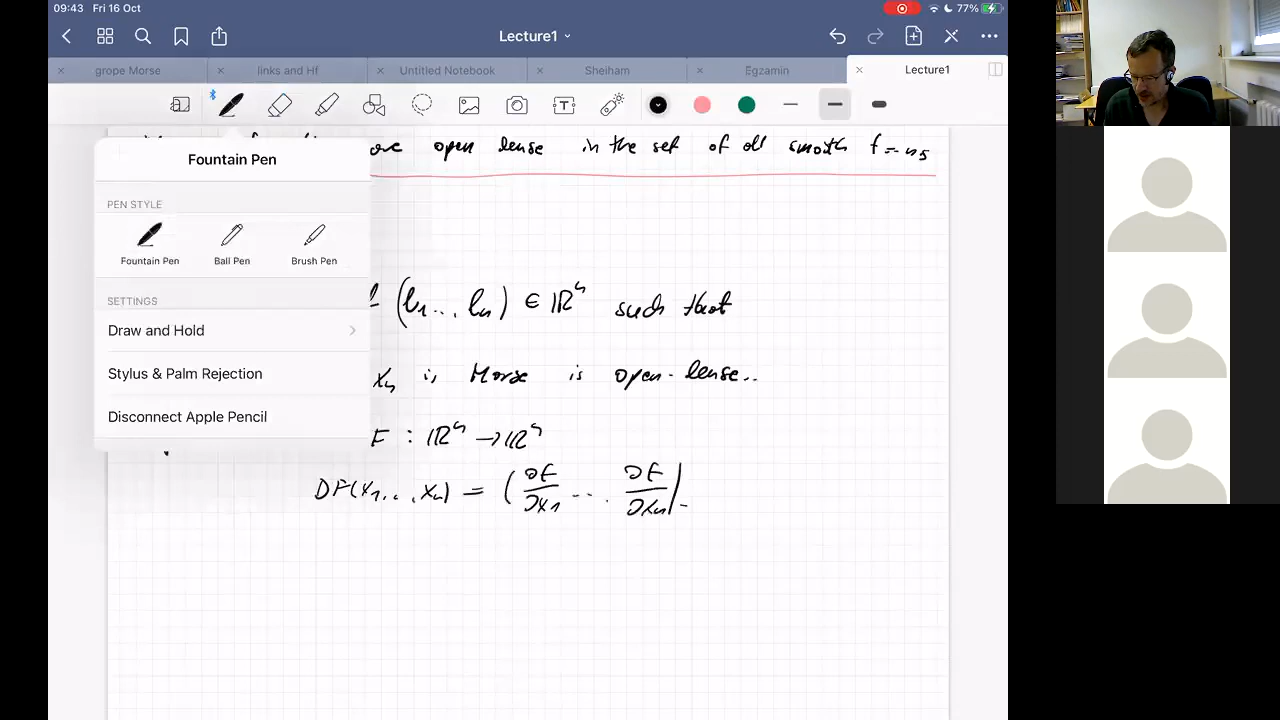 09:43 Fri 16 Oct 77%
Lecture1
grope Morse links and Hf Untitled Notebook Sheiham Egzamin Lecture1
open dense in the set of all smooth f=ns
Fountain Pen
PEN STYLE
Fountain Pen Ball Pen Brush Pen
SETTINGS
Draw and Hold
Stylus & Palm Rejection
Disconnect Apple Pencil
(l1..., ln) ∈ ℝⁿ such that
xn is Morse is open-dense..
F : ℝⁿ → ℝⁿ
DF(x1..., xn) = (∂F/∂x1 ... ∂F/∂xn)